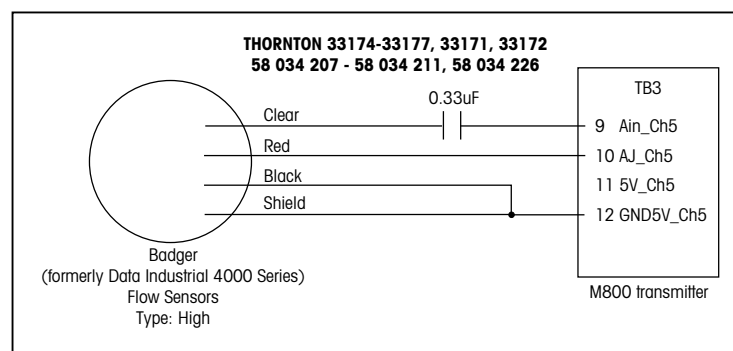 THORNTON 33174-33177, 33171, 33172
58 034 207 - 58 034 211, 58 034 226
TB3
0.33uF
Clear
9 Ain_Ch5
Red
10 AJ_Ch5
Black
11 5V_Ch5
Shield
12 GND5V_Ch5
Badger
(formerly Data Industrial 4000 Series)
Flow Sensors
Type: High
M800 transmitter